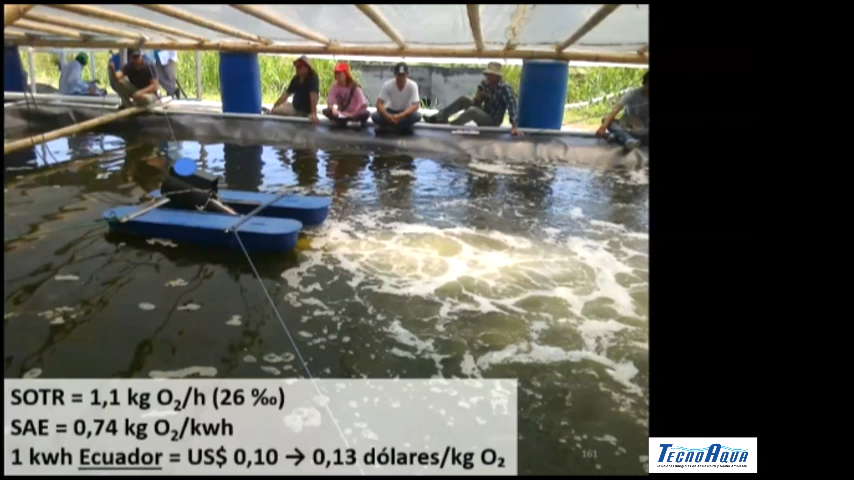 SOTR = 1,1 kg O₂/h (26 ‰)
SAE = 0,74 kg O₂/kwh
1 kwh Ecuador = US$ 0,10 → 0,13 dólares/kg O₂
161
TECNOAQUA